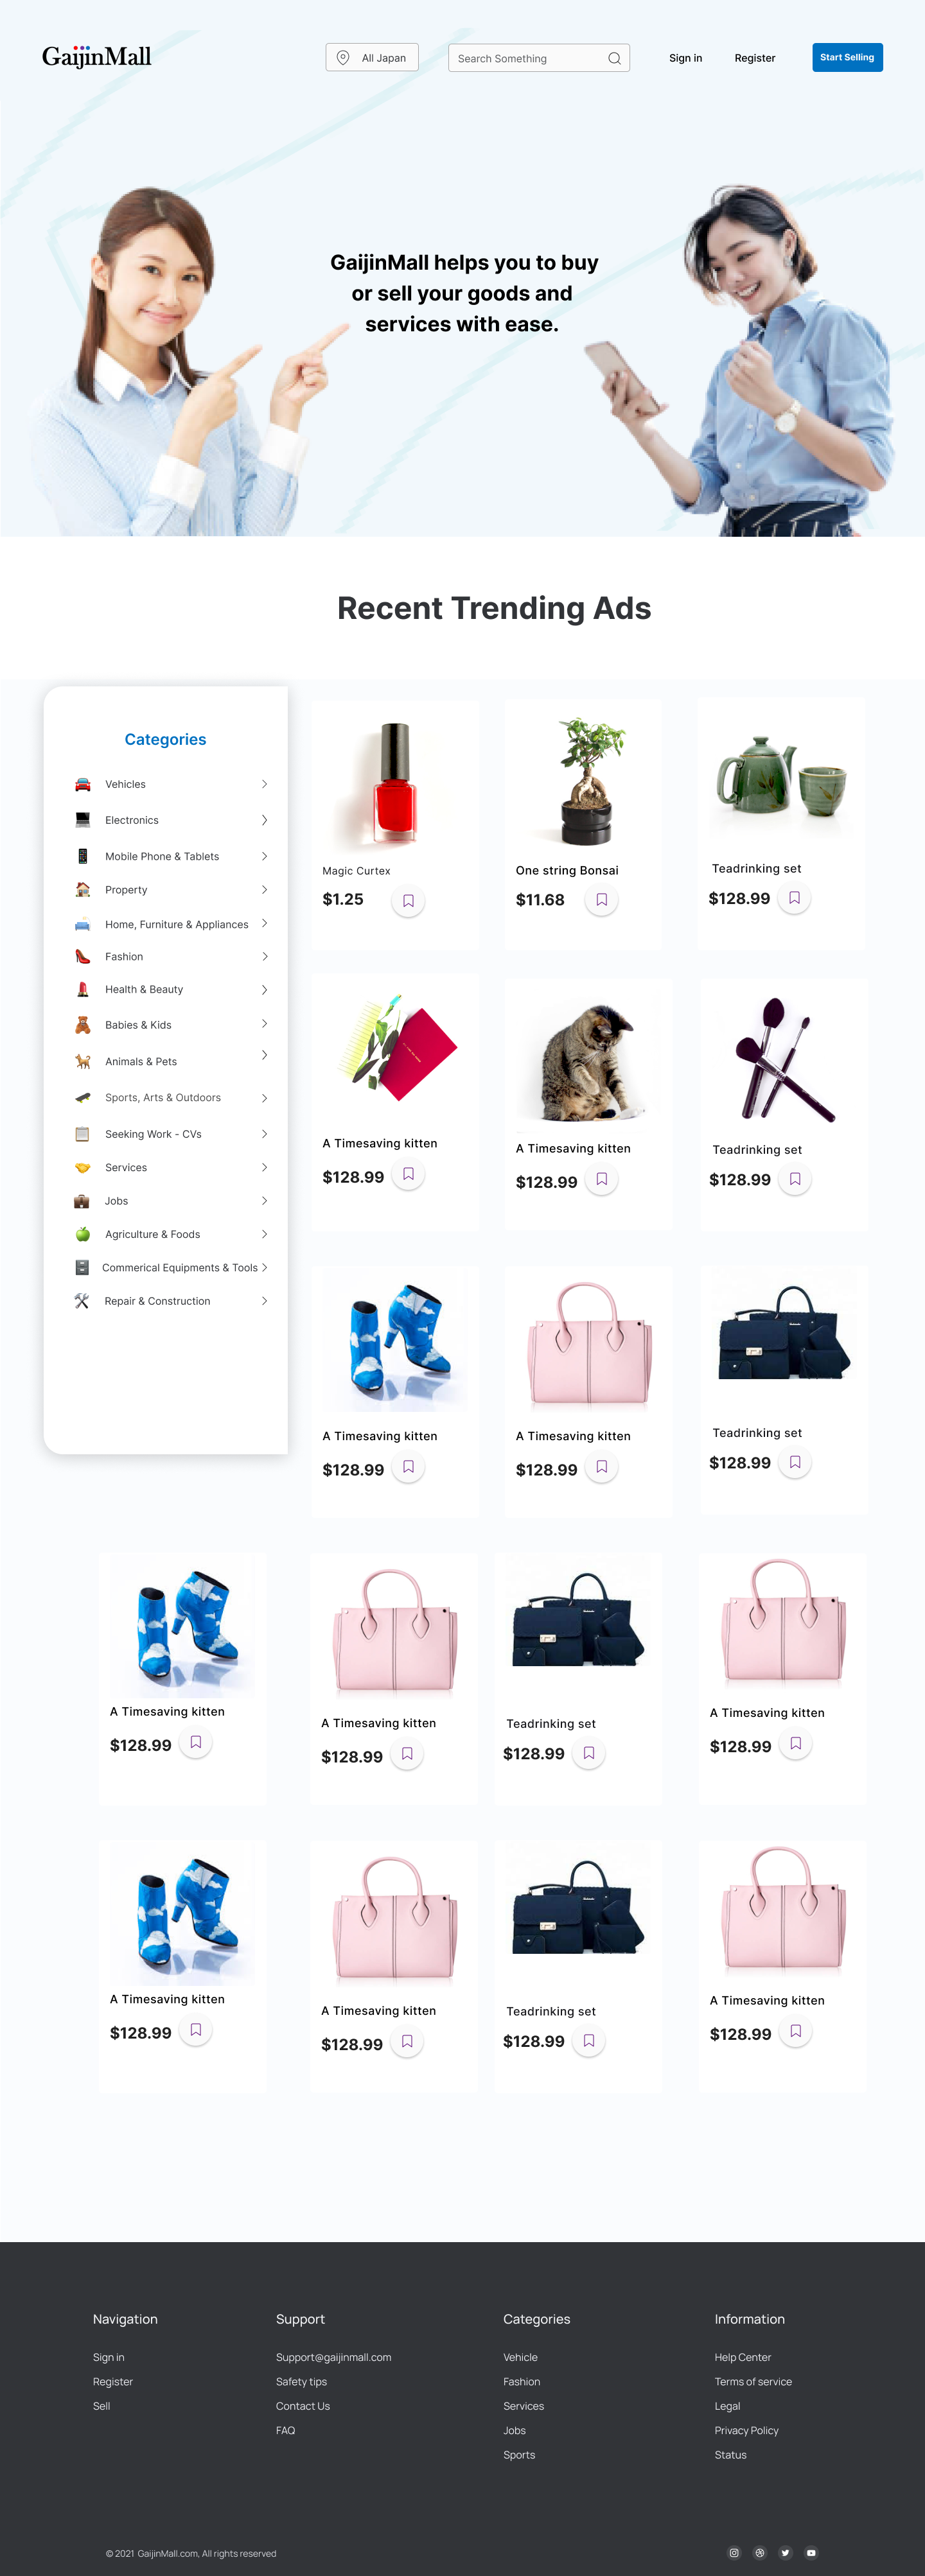 GaijinMall
All Japan
Search Something
Sign in
Register
Start Selling
GaijinMall helps you to buy
or sell your goods and
services with ease.
Recent Trending Ads
Categories
Vehicles
Electronics
Mobile Phone & Tablets
Property
Home, Furniture & Appliances
Fashion
Health & Beauty
Babies & Kids
Animals & Pets
Sports, Arts & Outdoors
Seeking Work - CVs
Services
Jobs
Agriculture & Foods
Commerical Equipments & Tools
Repair & Construction
Magic Curtex
$1.25
One string Bonsai
$11.68
Teadrinking set
$128.99
A Timesaving kitten
$128.99
A Timesaving kitten
$128.99
Teadrinking set
$128.99
A Timesaving kitten
$128.99
A Timesaving kitten
$128.99
Teadrinking set
$128.99
A Timesaving kitten
$128.99
A Timesaving kitten
$128.99
Teadrinking set
$128.99
A Timesaving kitten
$128.99
A Timesaving kitten
$128.99
A Timesaving kitten
$128.99
Teadrinking set
$128.99
A Timesaving kitten
$128.99
Navigation
Sign in
Register
Sell
Support
Support@gaijinmall.com
Safety tips
Contact Us
FAQ
Categories
Vehicle
Fashion
Services
Jobs
Sports
Information
Help Center
Terms of service
Legal
Privacy Policy
Status
© 2021 GaijinMall.com, All rights reserved